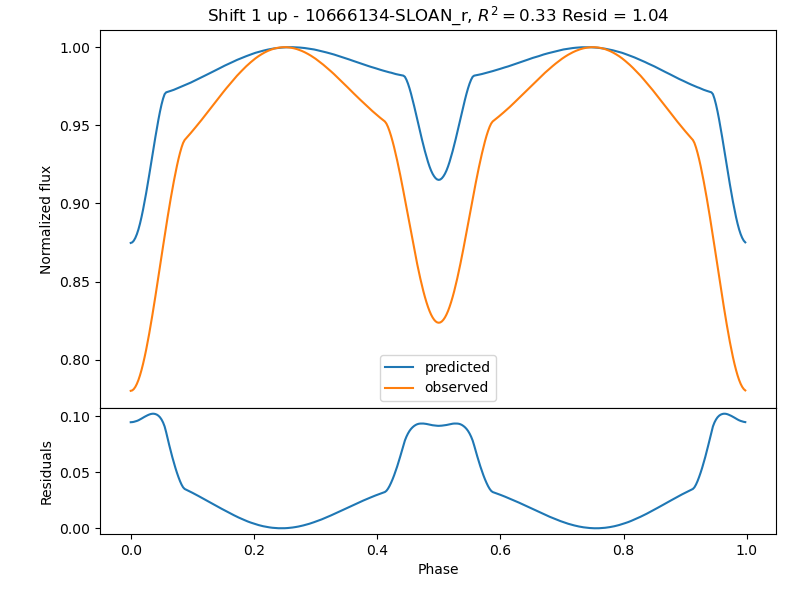 Shift 1 up - 10666134-SLOAN_r, R² = 0.33 Resid = 1.04
Normalized flux
1.00
0.95
0.90
0.85
0.80
predicted
observed
Residuals
0.10
0.05
0.00
0.0 0.2 0.4 0.6 0.8 1.0
Phase